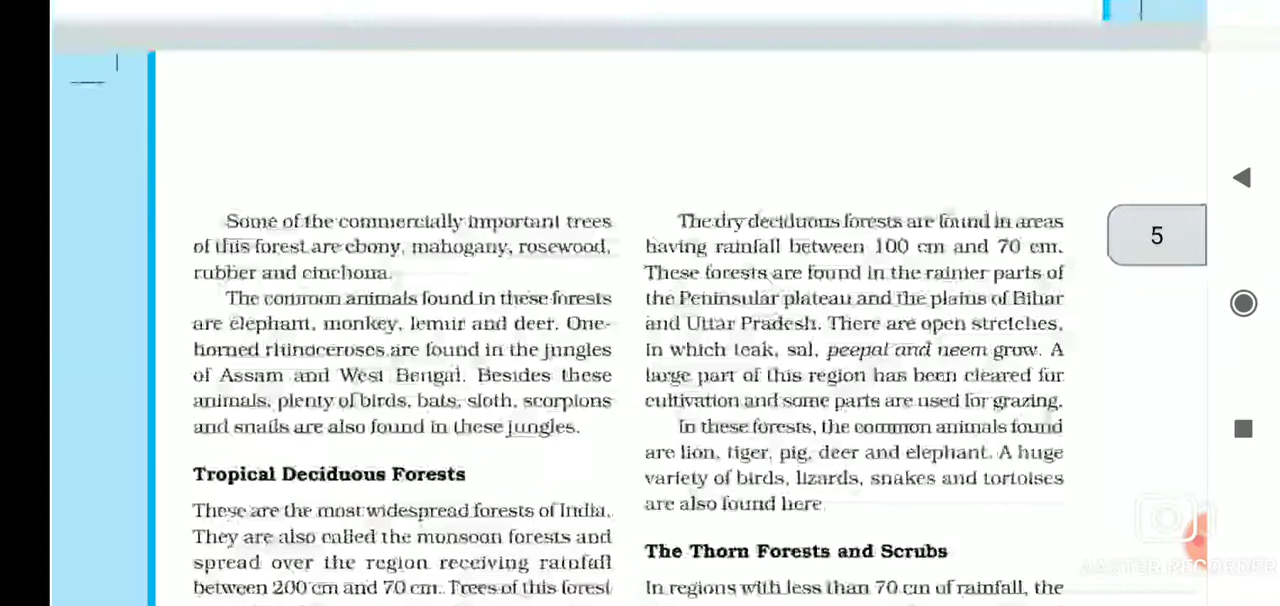 Some of the commercially important trees
of this forest are ebony, mahogany, rosewood,
rubber and cinchona.
The common animals found in these forests
are elephant, monkey, lemur and deer. One-
horned rhinoceroses are found in the jungles
of Assam and West Bengal. Besides these
animals, plenty of birds, bats, sloth, scorpions
and snails are also found in these jungles.
Tropical Deciduous Forests
These are the most widespread forests of India.
They are also called the monsoon forests and
spread over the region receiving rainfall
between 200 cm and 70 cm. Trees of this forest
The dry deciduous forests are found in areas
having rainfall between 100 cm and 70 cm.
These forests are found in the rainier parts of
the Peninsular plateau and the plains of Bihar
and Uttar Pradesh. There are open stretches,
in which teak, sal, peepal and neem grow. A
large part of this region has been cleared for
cultivation and some parts are used for grazing.
In these forests, the common animals found
are lion, tiger, pig, deer and elephant. A huge
variety of birds, lizards, snakes and tortoises
are also found here.
The Thorn Forests and Scrubs
In regions with less than 70 cm of rainfall, the
5
MASTER RECORDER